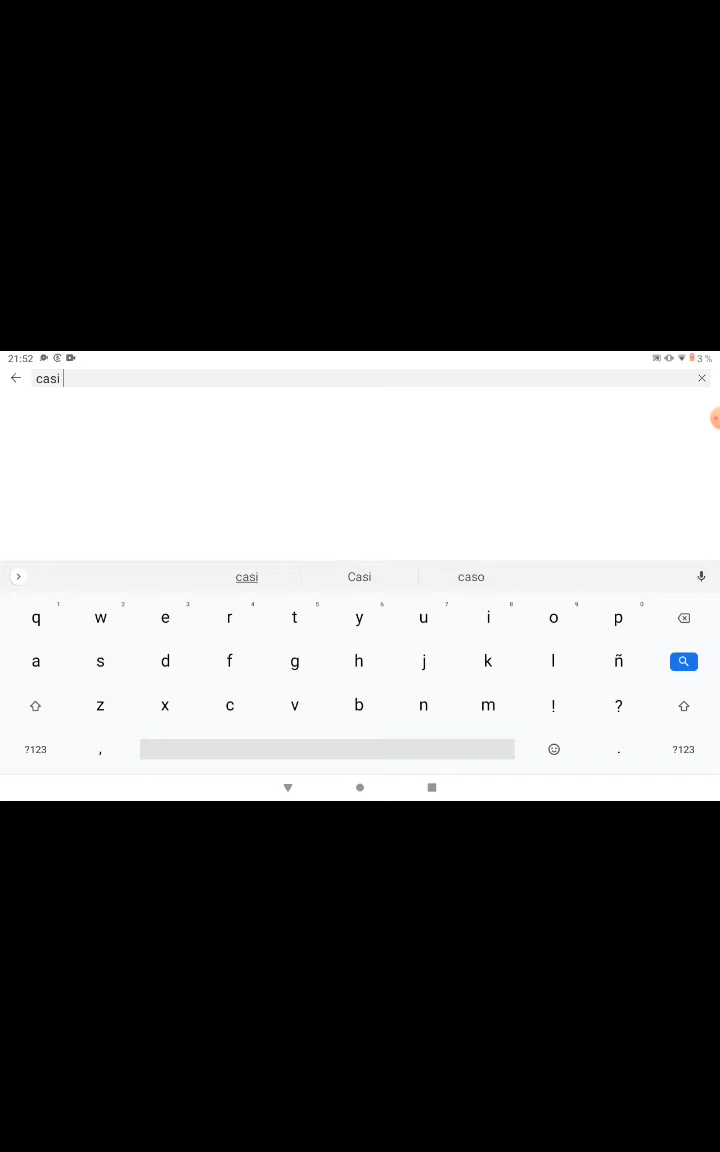 21:52 3 %
casi
casi Casi caso
q 1 w 2 e 3 r 4 t 5 y 6 u 7 i 8 o 9 p 0
a s d f g h j k l ñ
z x c v b n m ! ?
?123 , . ?123